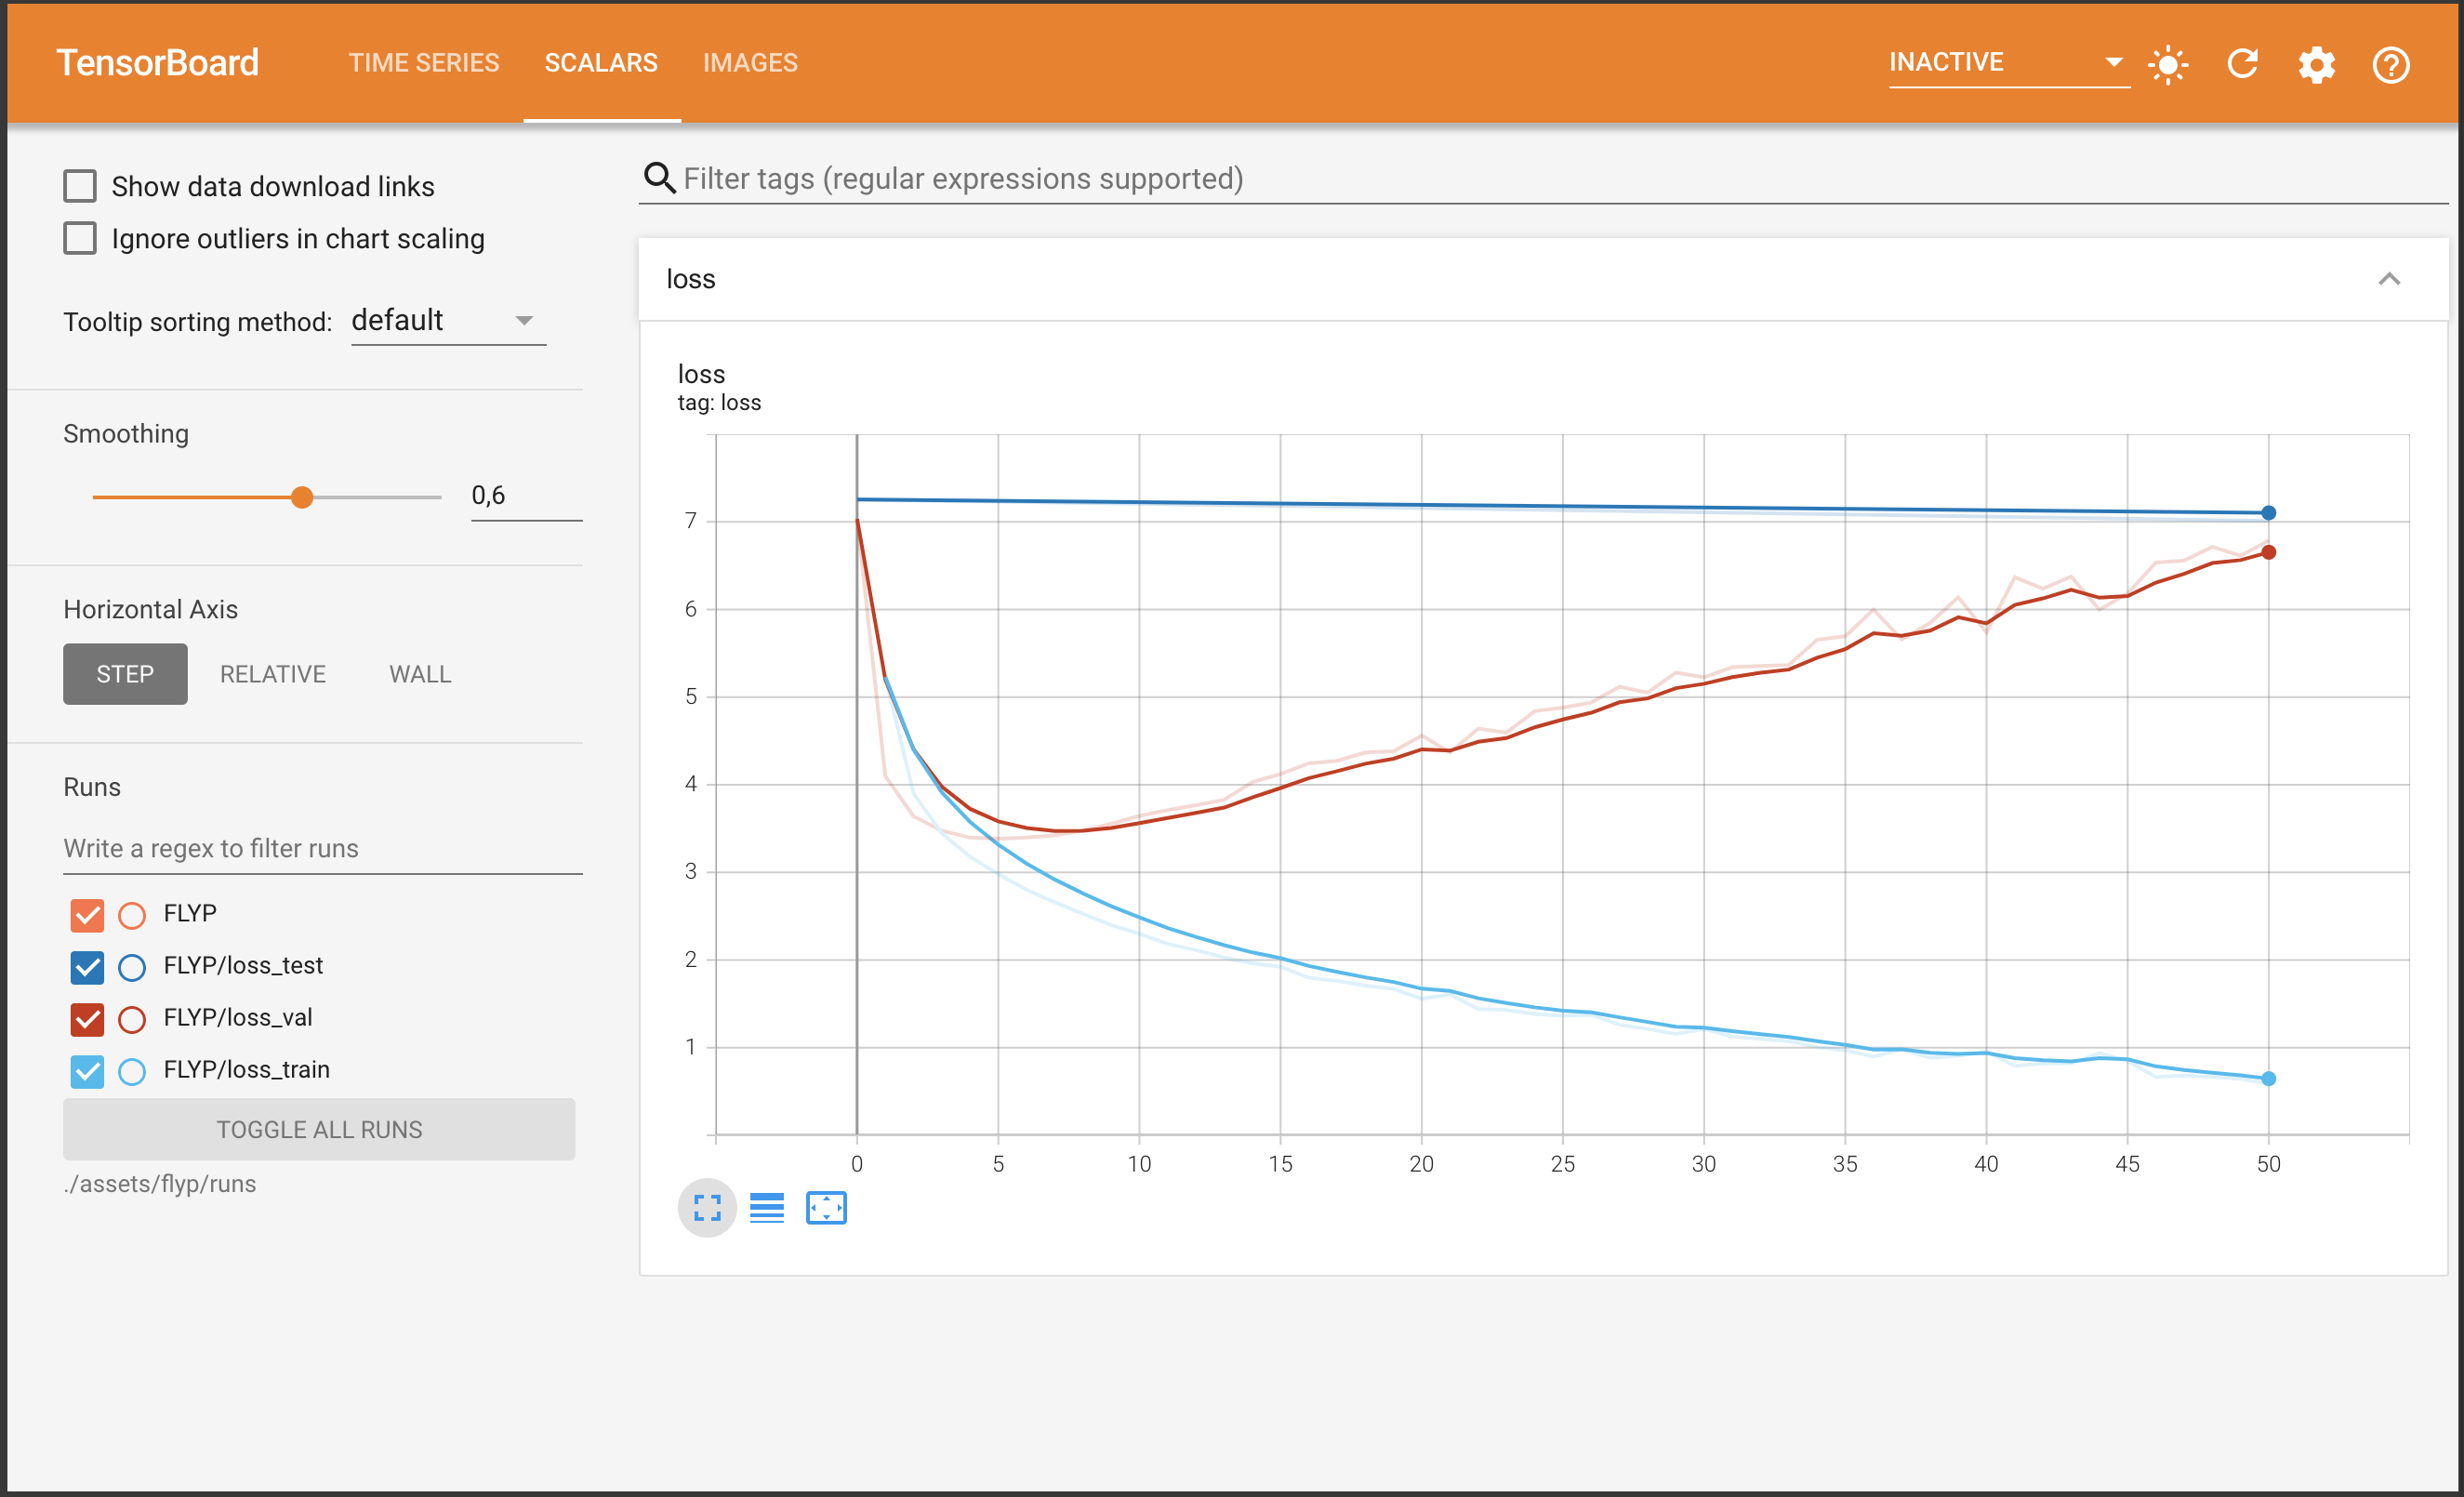 TensorBoard TIME SERIES SCALARS IMAGES INACTIVE
Show data download links
Ignore outliers in chart scaling
Tooltip sorting method: default
Smoothing
0,6
Horizontal Axis
STEP RELATIVE WALL
Runs
Write a regex to filter runs
FLYP
FLYP/loss_test
FLYP/loss_val
FLYP/loss_train
TOGGLE ALL RUNS
./assets/flyp/runs
Filter tags (regular expressions supported)
loss
loss
tag: loss
7
6
5
4
3
2
1
0 5 10 15 20 25 30 35 40 45 50